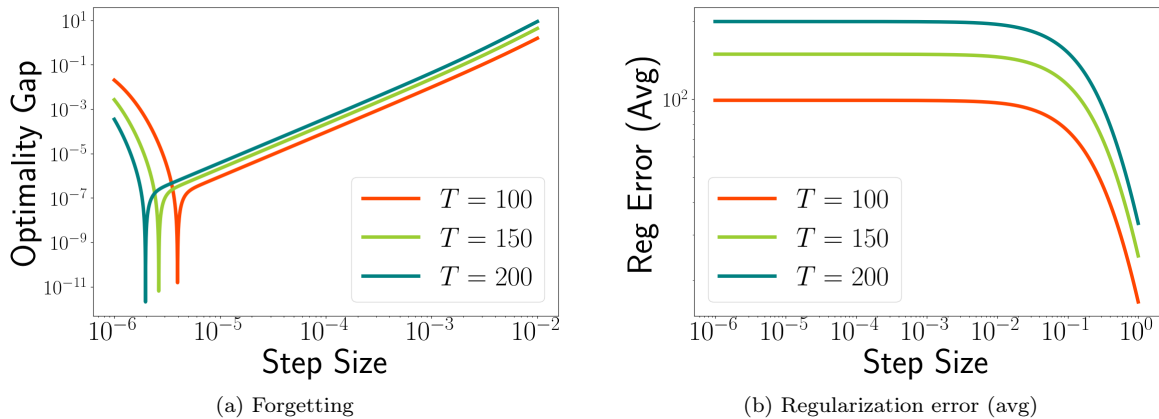 10^1
10^-1
10^-3
10^-5
10^-7
10^-9
10^-11
Optimality Gap
T = 100
T = 150
T = 200
10^-6
10^-5
10^-4
10^-3
10^-2
Step Size
(a) Forgetting
10^2
Reg Error (Avg)
T = 100
T = 150
T = 200
10^-6
10^-5
10^-4
10^-3
10^-2
10^-1
10^0
Step Size
(b) Regularization error (avg)